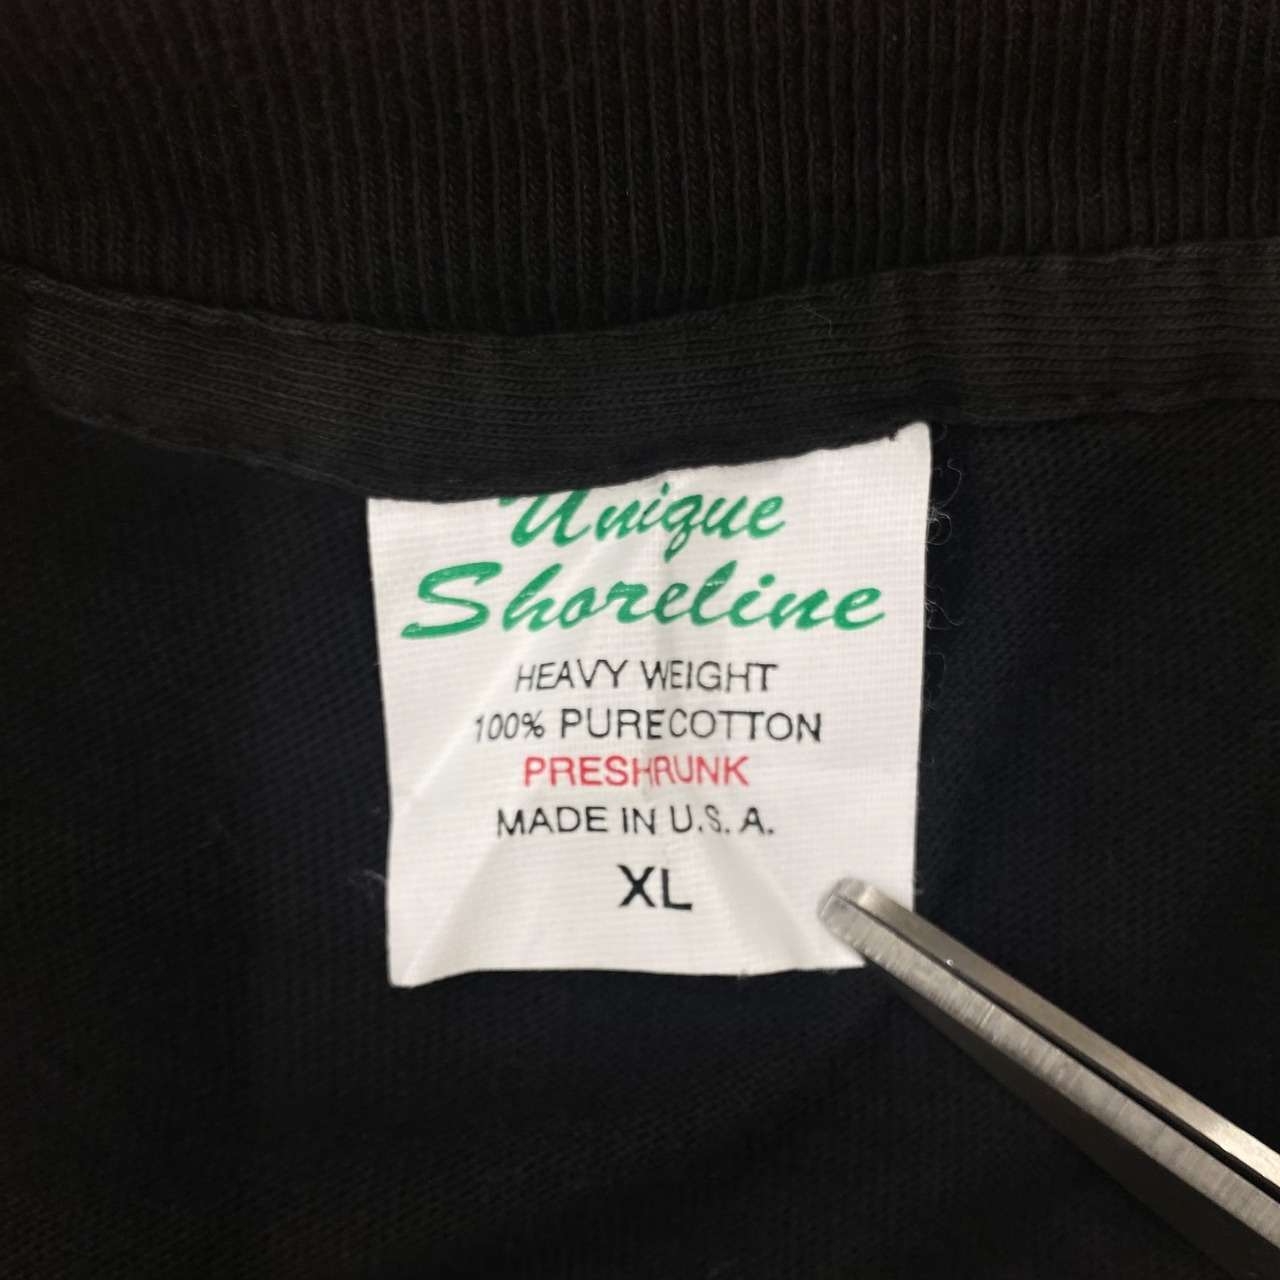 Unique
Shoreline
HEAVY WEIGHT
100% PURECOTTON
PRESHRUNK
MADE IN U.S.A.
XL